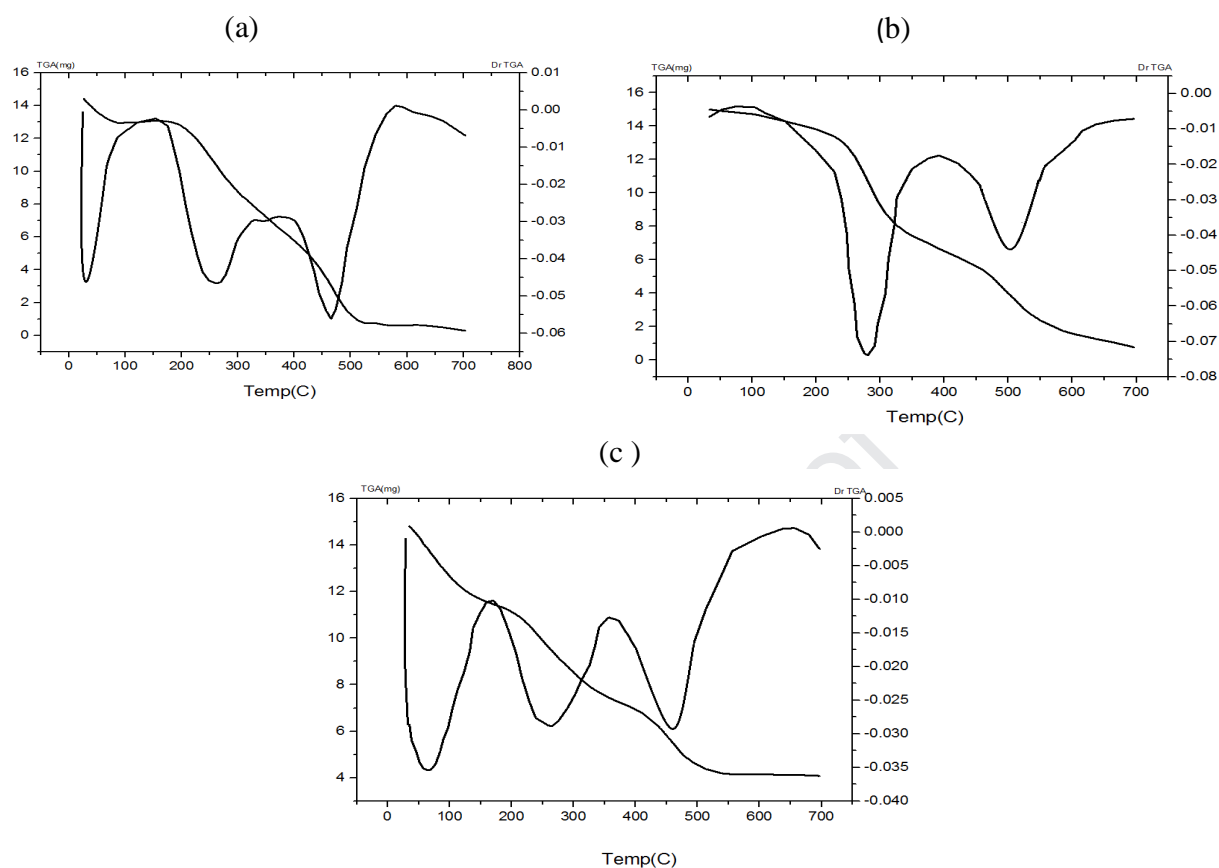 (a)
(b)
TGA(mg) Dr TGA
16 14 12 10 8 6 4 2 0
0.01 0.00 -0.01 -0.02 -0.03 -0.04 -0.05 -0.06
0 100 200 300 400 500 600 700 800
Temp(C)
TGA(mg) Dr TGA
16 14 12 10 8 6 4 2 0
0.00 -0.01 -0.02 -0.03 -0.04 -0.05 -0.06 -0.07 -0.08
0 100 200 300 400 500 600 700
Temp(C)
(c )
TGA(mg) Dr TGA
16 14 12 10 8 6 4
0.005 0.000 -0.005 -0.010 -0.015 -0.020 -0.025 -0.030 -0.035 -0.040
0 100 200 300 400 500 600 700
Temp(C)